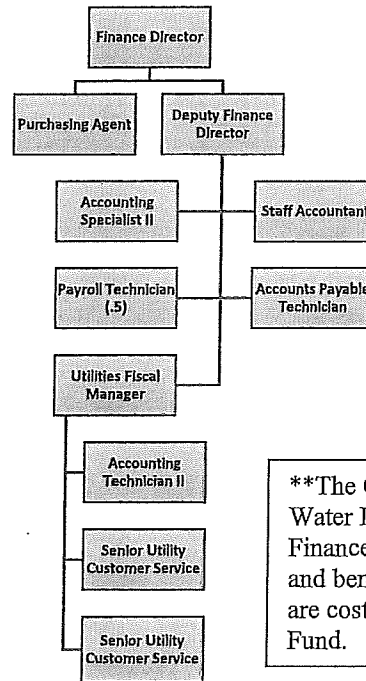 Finance Director
Purchasing Agent
Deputy Finance
Director
Accounting
Specialist II
Staff Accountant
Payroll Technician
(.5)
Accounts Payable
Technician
Utilities Fiscal
Manager
Accounting
Technician II
Senior Utility
Customer Service
Senior Utility
Customer Service
**The
Water
Finance
and
are cost
Fund.